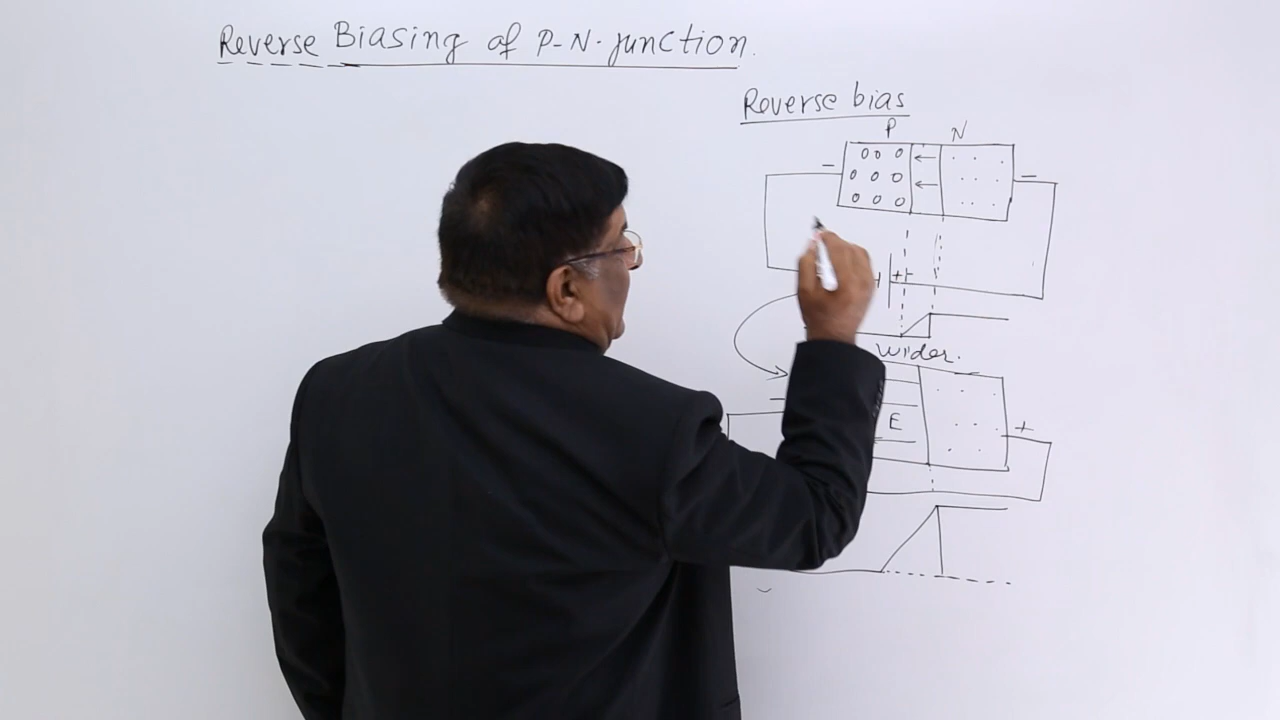 Reverse Biasing of P-N-junction.
Reverse bias
P N
- -
++
wider.
- E +